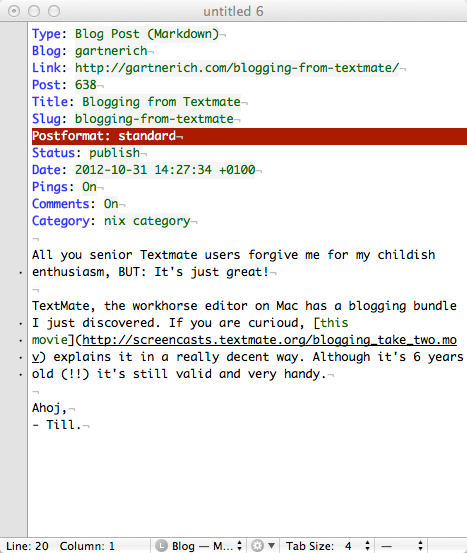 untitled 6
Type: Blog Post (Markdown)¬
Blog: gartnerich¬
Link: http://gartnerich.com/blogging-from-textmate/¬
Post: 638¬
Title: Blogging from Textmate¬
Slug: blogging-from-textmate¬
Postformat: standard¬
Status: publish¬
Date: 2012-10-31 14:27:34 +0100¬
Pings: On¬
Comments: On¬
Category: nix category¬
¬
All you senior Textmate users forgive me for my childish
enthusiasm, BUT: It's just great!¬
¬
TextMate, the workhorse editor on Mac has a blogging bundle
I just discovered. If you are curioud, [this
movie](http://screencasts.textmate.org/blogging_take_two.mo
v) explains it in a really decent way. Although it's 6 years
old (!!) it's still valid and very handy.¬
¬
Ahoj,¬
- Till.¬
Line: 20 Column: 1 L Blog — M... Tab Size: 4 —